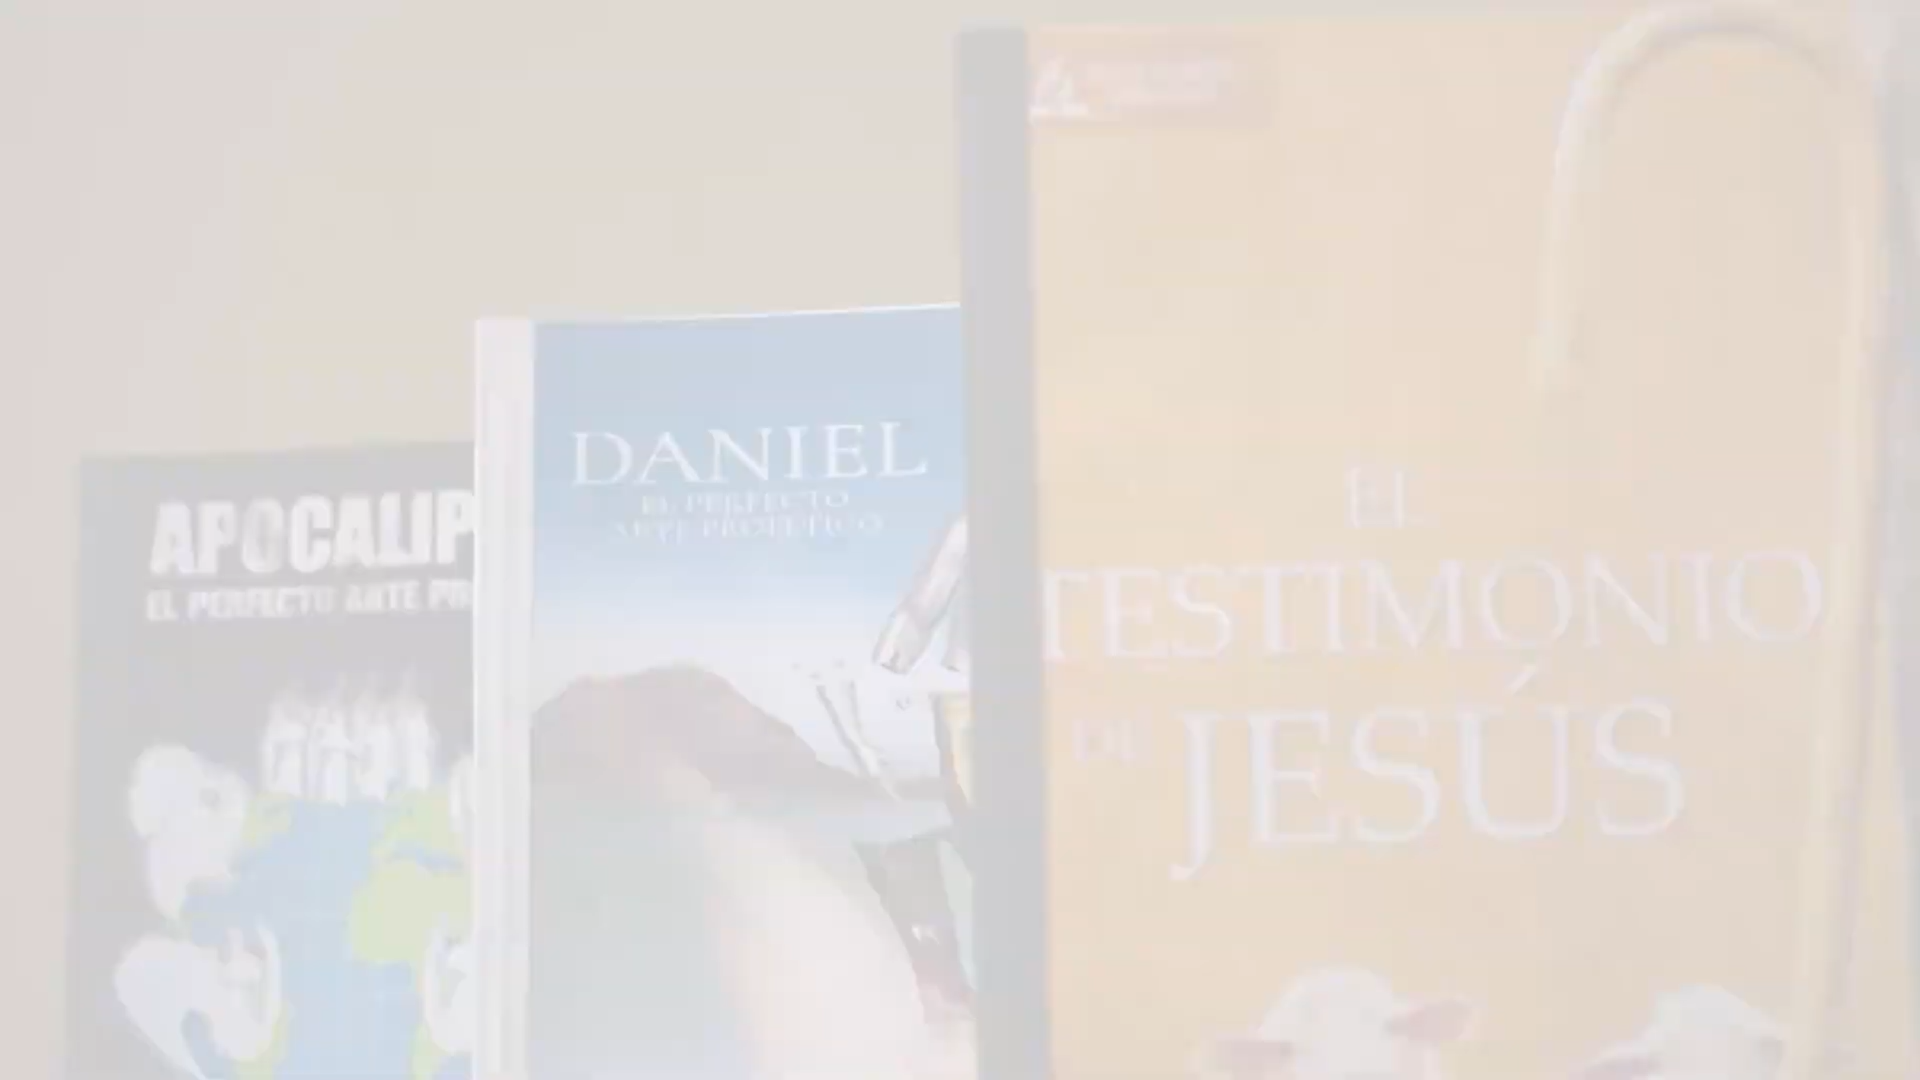 APOCALIP
EL PERFECTO ARTE PR
DANIEL
EL PERFECTO
ARTE PROFÉTICO
EL
TESTIMONIO
DE JESÚS